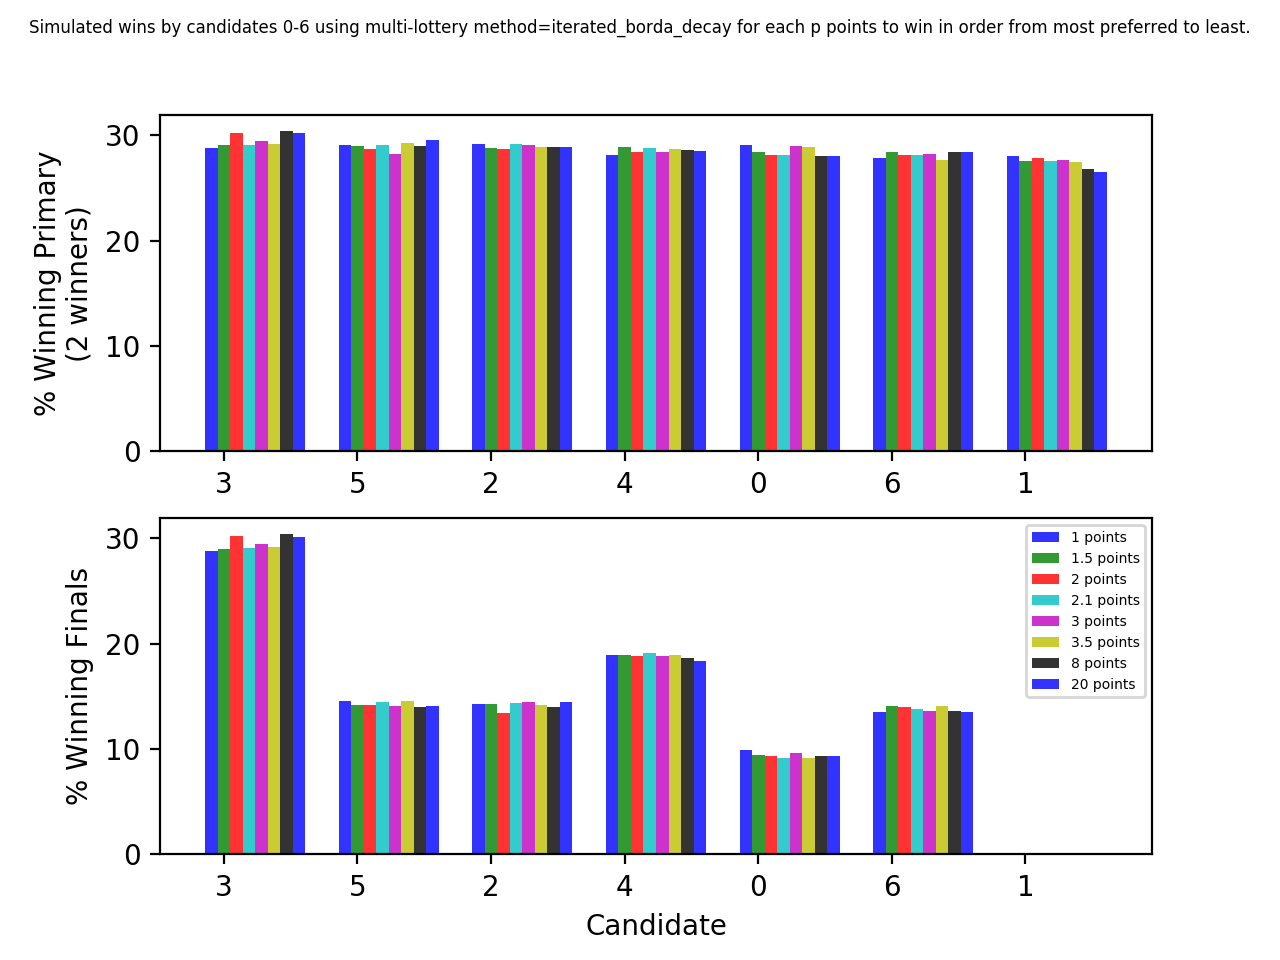 Simulated wins by candidates 0-6 using multi-lottery method=iterated_borda_decay for each p points to win in order from most preferred to least.
% Winning Primary
(2 winners)
30
20
10
0
3 5 2 4 0 6 1
% Winning Finals
30
20
10
0
1 points
1.5 points
2 points
2.1 points
3 points
3.5 points
8 points
20 points
3 5 2 4 0 6 1
Candidate